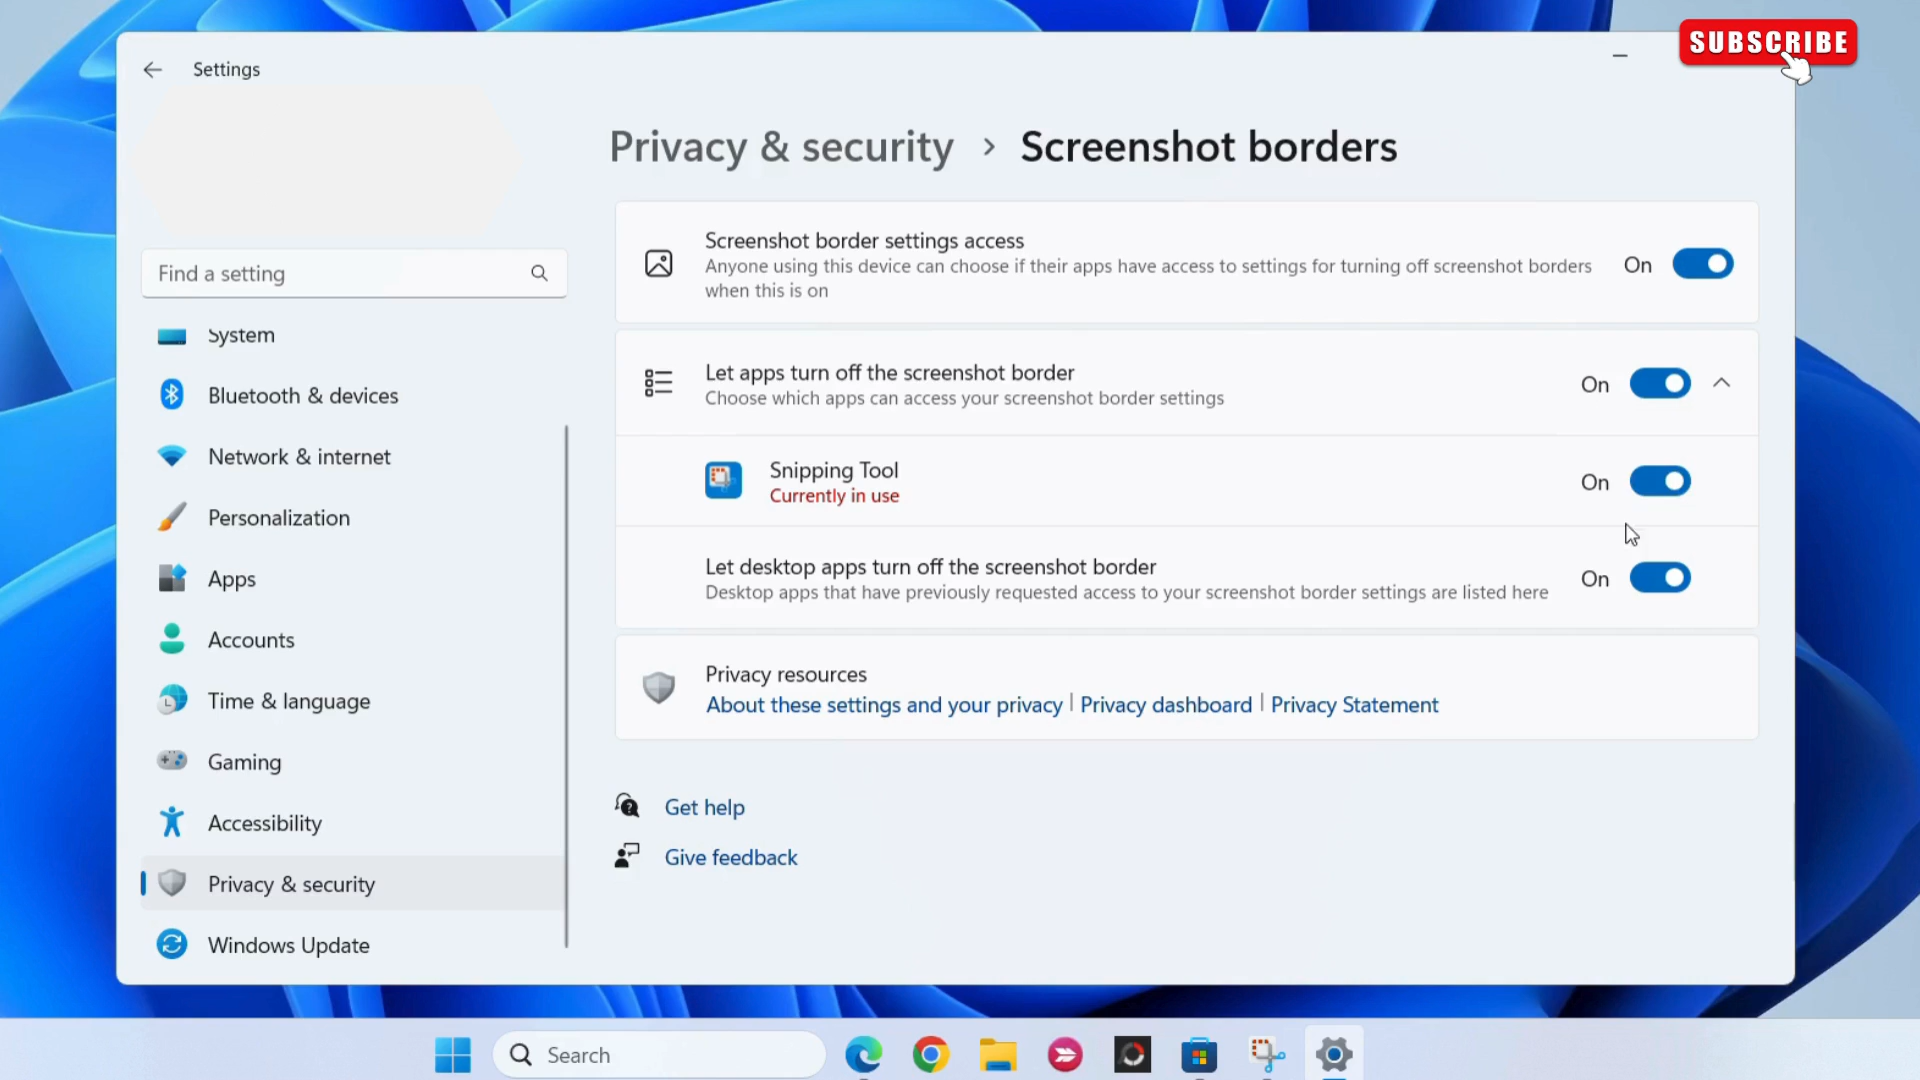 SUBSCRIBE
Settings
Privacy & security > Screenshot borders
Find a setting
System
Bluetooth & devices
Network & internet
Personalization
Apps
Accounts
Time & language
Gaming
Accessibility
Privacy & security
Windows Update
Screenshot border settings access
Anyone using this device can choose if their apps have access to settings for turning off screenshot borders
when this is on
On
Let apps turn off the screenshot border
Choose which apps can access your screenshot border settings
On
Snipping Tool
Currently in use
On
Let desktop apps turn off the screenshot border
Desktop apps that have previously requested access to your screenshot border settings are listed here
On
Privacy resources
About these settings and your privacy | Privacy dashboard | Privacy Statement
Get help
Give feedback
Search